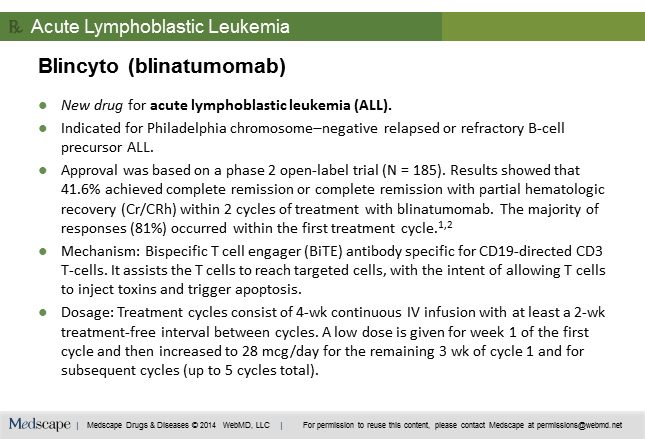 ℞ Acute Lymphoblastic Leukemia
Blincyto (blinatumomab)
● New drug for acute lymphoblastic leukemia (ALL).
● Indicated for Philadelphia chromosome–negative relapsed or refractory B-cell
precursor ALL.
● Approval was based on a phase 2 open-label trial (N = 185). Results showed that
41.6% achieved complete remission or complete remission with partial hematologic
recovery (Cr/CRh) within 2 cycles of treatment with blinatumomab. The majority of
responses (81%) occurred within the first treatment cycle.1,2
● Mechanism: Bispecific T cell engager (BiTE) antibody specific for CD19-directed CD3
T-cells. It assists the T cells to reach targeted cells, with the intent of allowing T cells
to inject toxins and trigger apoptosis.
● Dosage: Treatment cycles consist of 4-wk continuous IV infusion with at least a 2-wk
treatment-free interval between cycles. A low dose is given for week 1 of the first
cycle and then increased to 28 mcg/day for the remaining 3 wk of cycle 1 and for
subsequent cycles (up to 5 cycles total).
Medscape | Medscape Drugs & Diseases © 2014 WebMD, LLC | For permission to reuse this content, please contact Medscape at permissions@webmd.net